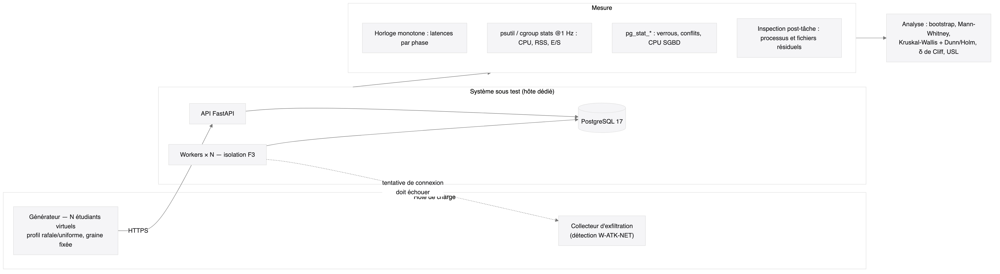 Mesure
Horloge monotone : latences
par phase
psutil / cgroup stats @1 Hz :
CPU, RSS, E/S
pg_stat_* : verrous, conflits,
CPU SGBD
Inspection post-tâche :
processus et fichiers
résiduels
Analyse : bootstrap, Mann-
Whitney,
Kruskal-Wallis + Dunn/Holm,
δ de Cliff, USL
Système sous test (hôte dédié)
API FastAPI
PostgreSQL 17
Workers × N — isolation F3
tentative de connexion
doit échouer
Hôte de charge
Générateur — N étudiants
virtuels
profil rafale/uniforme, graine
fixée
HTTPS
Collecteur d'exfiltration
(détection W-ATK-NET)